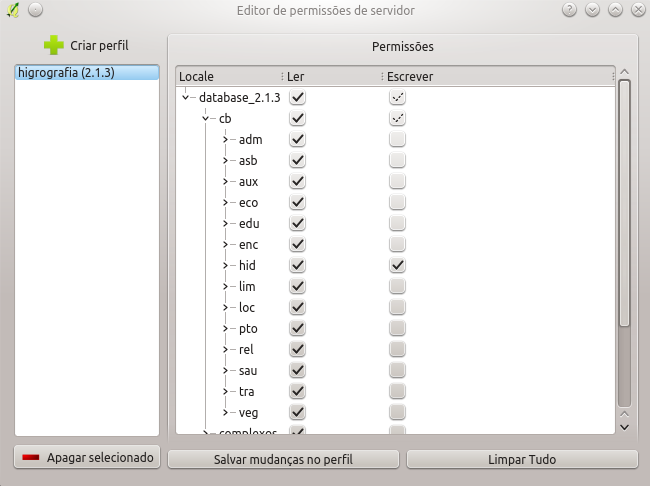 Editor de permissões de servidor
Criar perfil
higrografia (2.1.3)
Apagar selecionado
Permissões
Locale Ler Escrever
database_2.1.3
cb
adm
asb
aux
eco
edu
enc
hid
lim
loc
pto
rel
sau
tra
veg
complexos
Salvar mudanças no perfil
Limpar Tudo